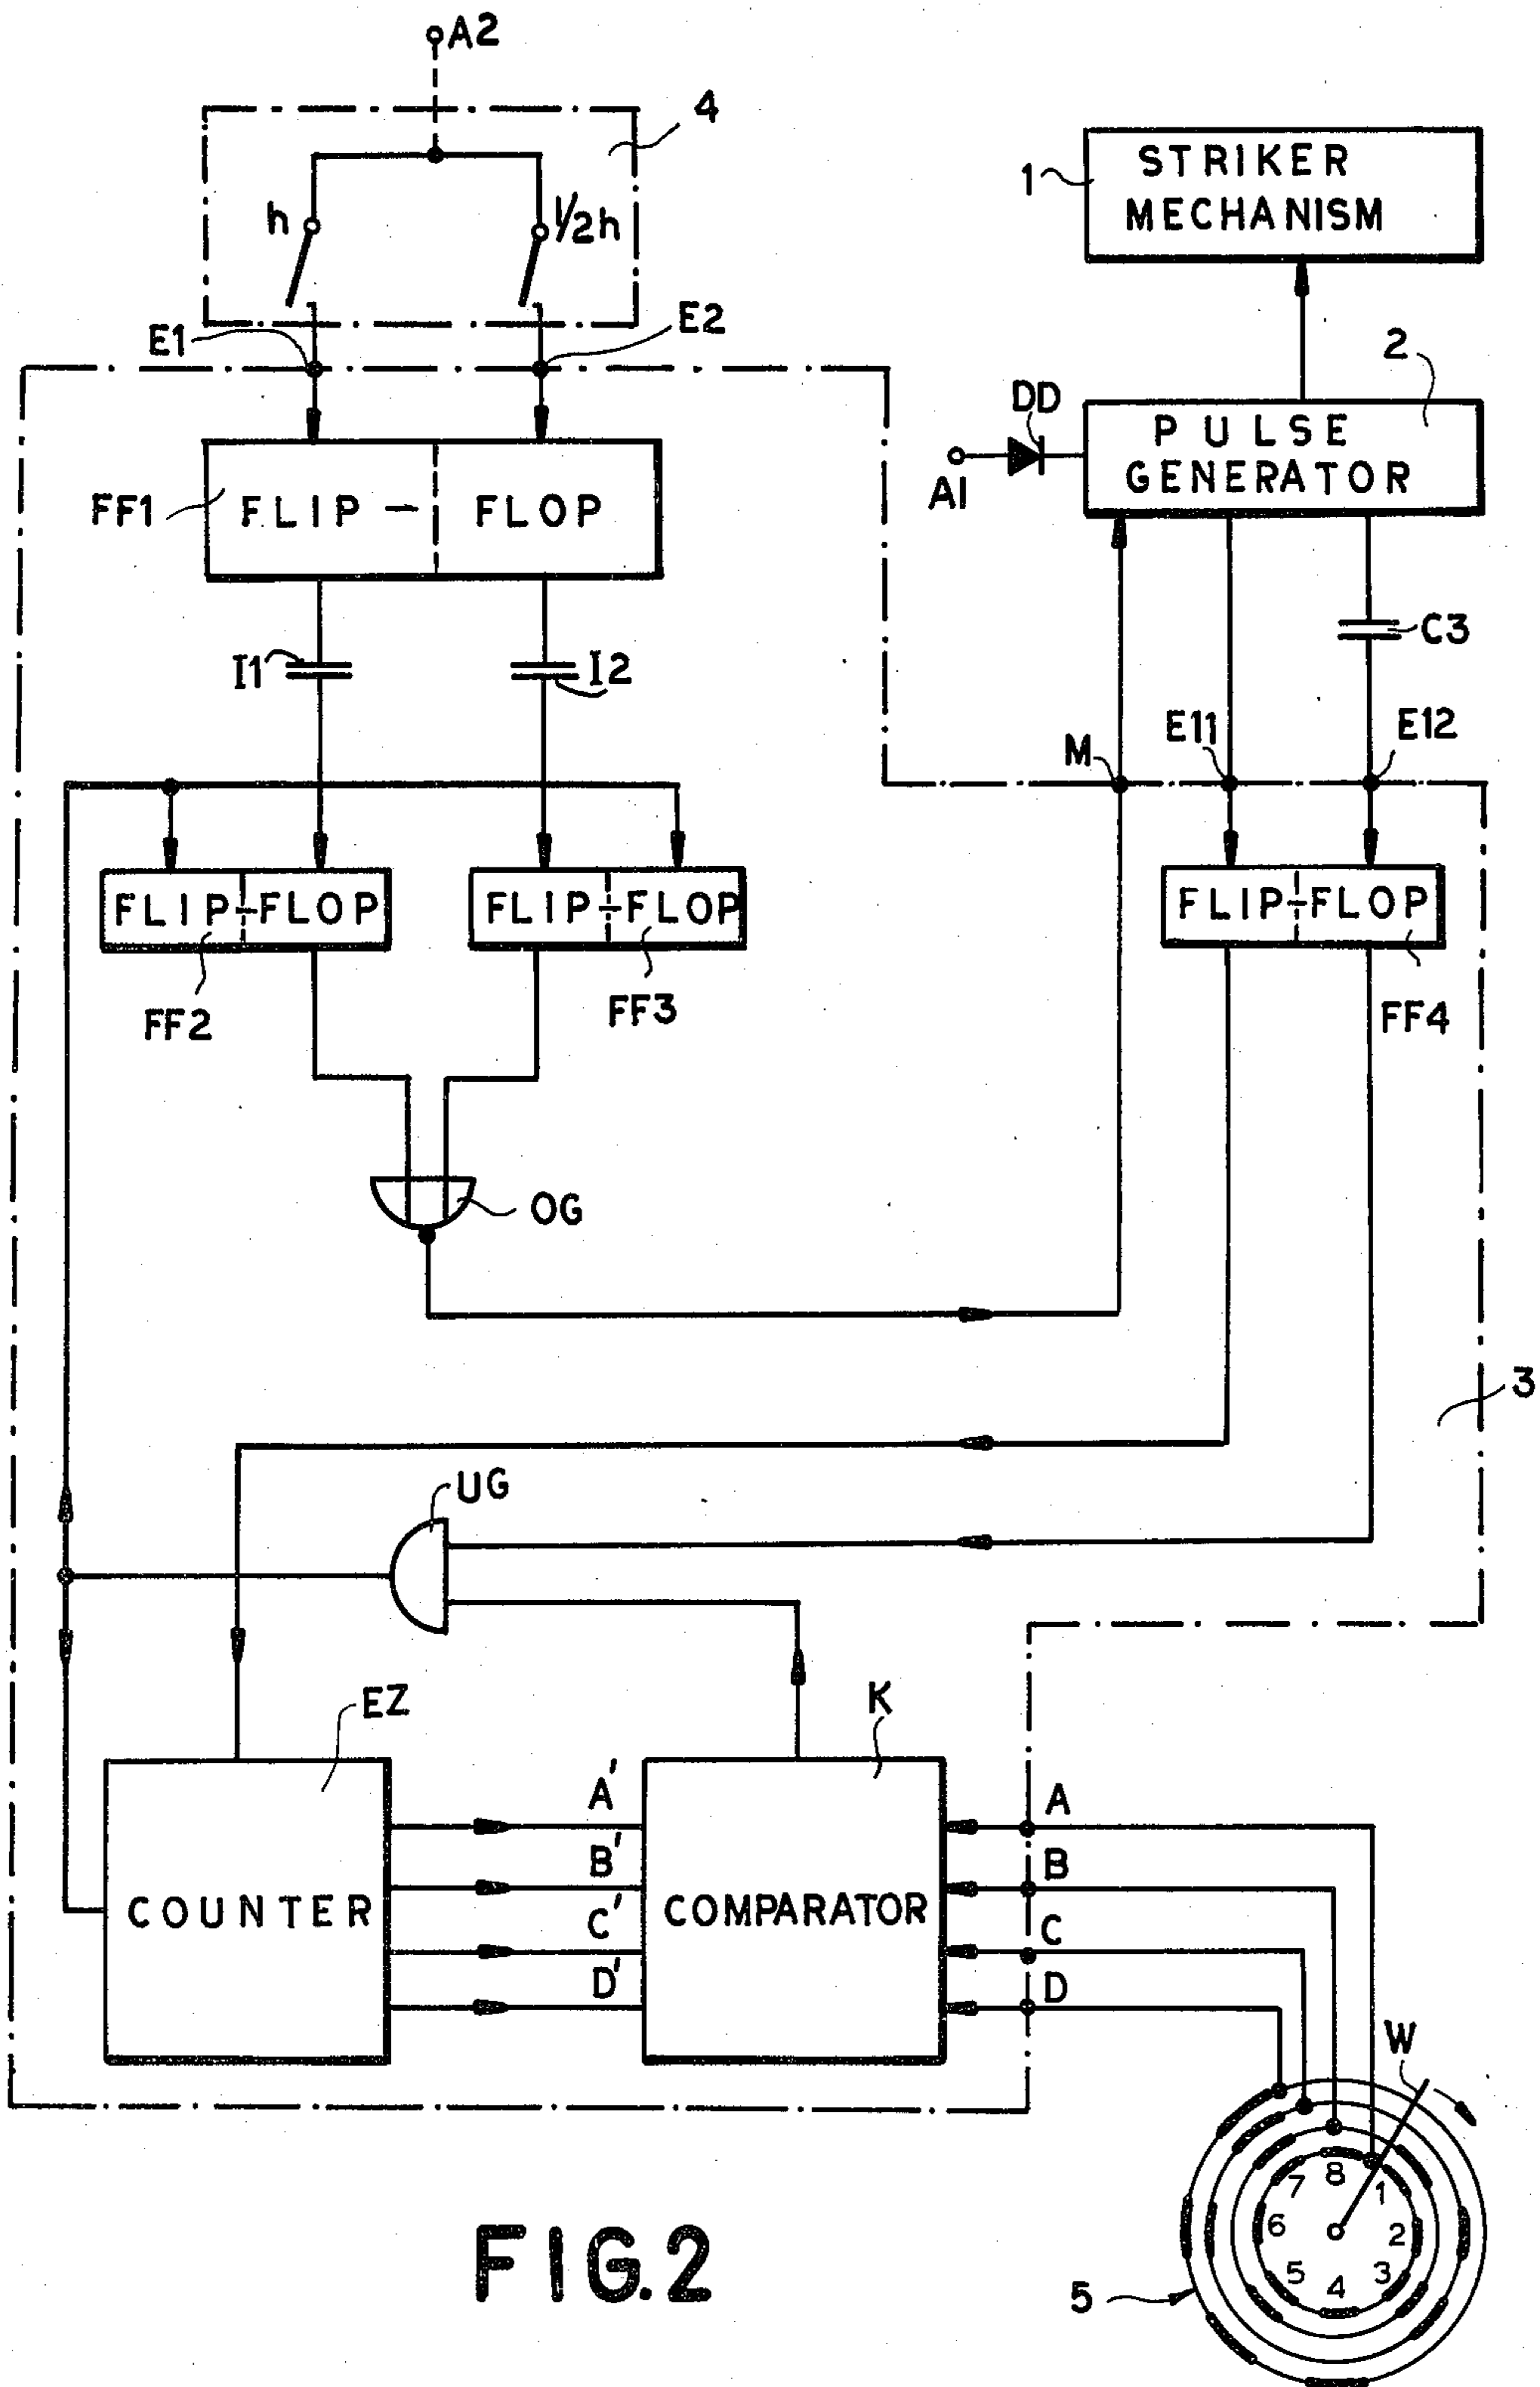 A2
4
h
1/2h
1
STRIKER
MECHANISM
E1
E2
2
DD
A1
PULSE
GENERATOR
FF1
FLIP - FLOP
I1
I2
C3
M
E11
E12
FLIP-FLOP
FLIP-FLOP
FLIP-FLOP
FF2
FF3
FF4
OG
3
UG
EZ
K
A'
B'
C'
D'
COUNTER
COMPARATOR
A
B
C
D
W
8
1
2
3
4
5
6
7
5
FIG.2